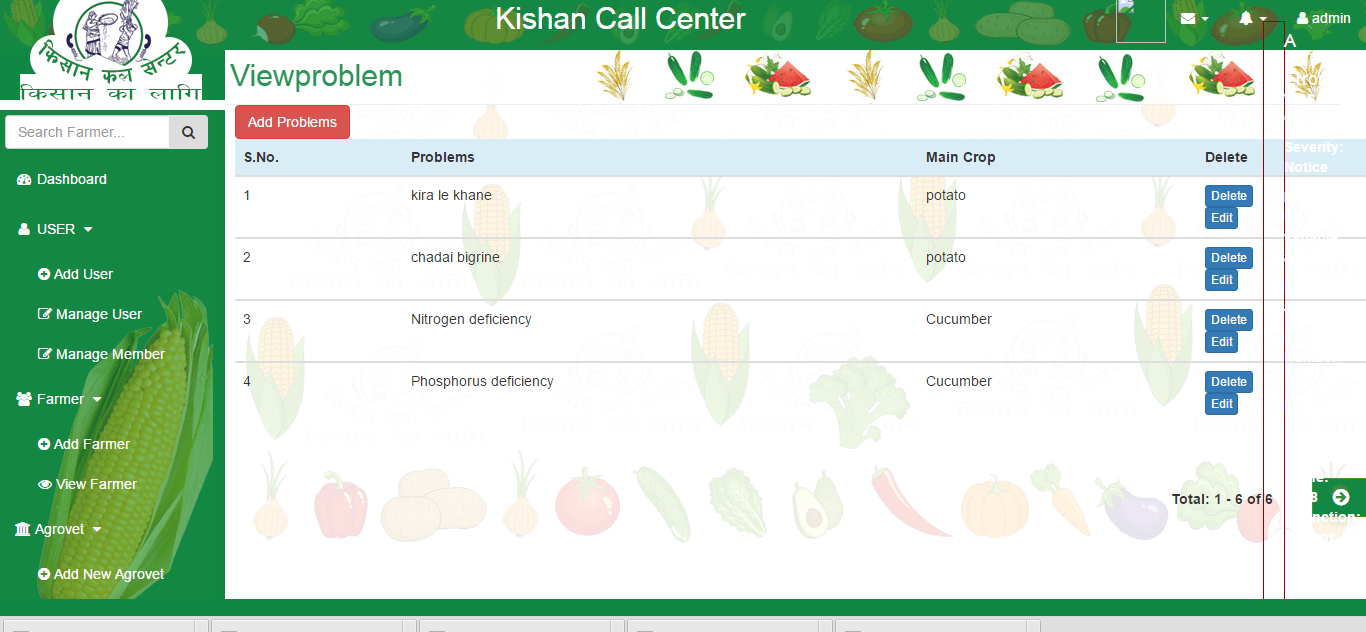 Kishan Call Center
admin
किसान कल सेन्टर
किसान का लागि
A
Viewproblem
Search Farmer...
Add Problems
S.No. Problems Main Crop Delete
Severity:
Notice
1 kira le khane potato Delete
Edit
2 chadai bigrine potato Delete
Edit
3 Nitrogen deficiency Cucumber Delete
Edit
4 Phosphorus deficiency Cucumber Delete
Edit
Total: 1 - 6 of 6
Dashboard
USER
Add User
Manage User
Manage Member
Farmer
Add Farmer
View Farmer
Agrovet
Add New Agrovet